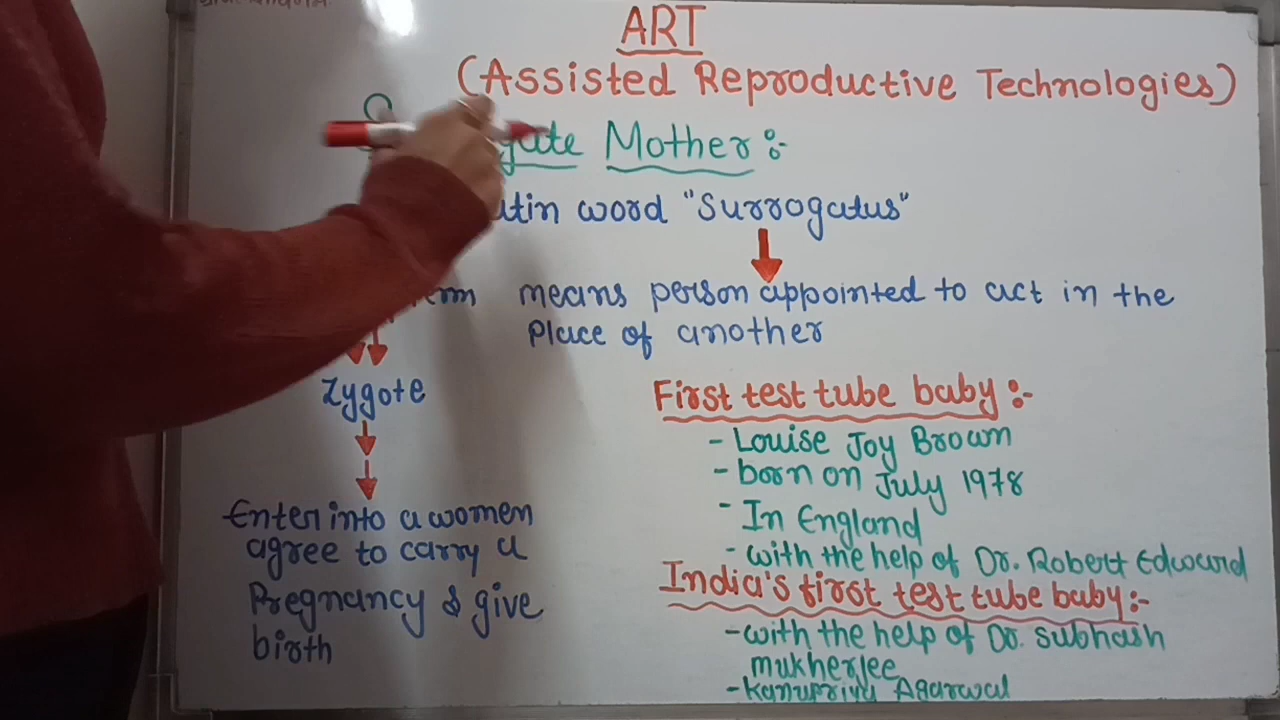 ART
(Assisted Reproductive Technologies)
Mother :-
word "Surrogatus"
means person appointed to act in the
Place of another
Zygote
Enter into a women
agree to carry a
Pregnancy & give
birth
First test tube baby :-
- Louise Joy Brown
- born on July 1978
- In England
- with the help of Dr. Robert Edward
India's first test tube baby :-
- with the help of Dr. Subhash
mukherjee
- Kanupriya Agarwal